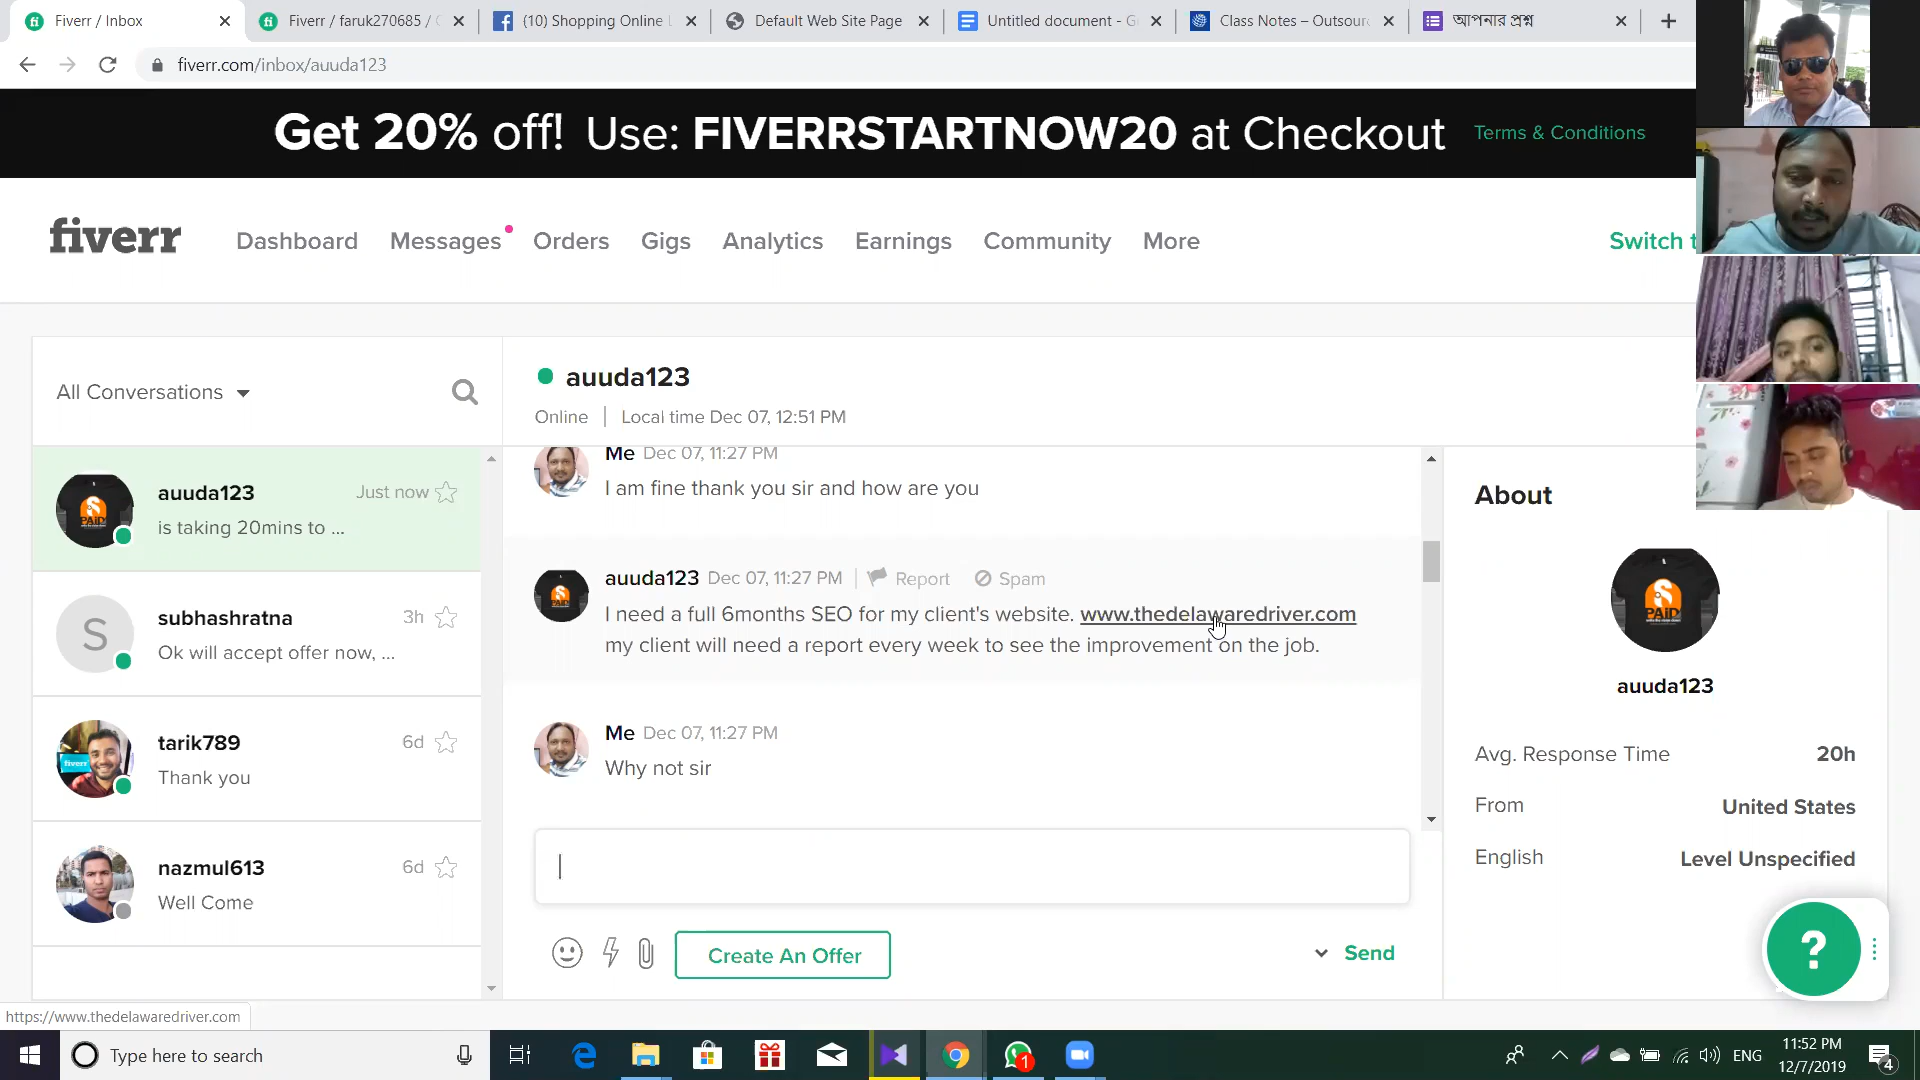 Fiverr / Inbox
Fiverr / faruk270685 /
(10) Shopping Online
Default Web Site Page
Untitled document - G
Class Notes – Outsour
আপনার প্রশ্ন
fiverr.com/inbox/auuda123
Get 20% off! Use: FIVERRSTARTNOW20 at Checkout
Terms & Conditions
fiverr
Dashboard
Messages
Orders
Gigs
Analytics
Earnings
Community
More
Switch t
All Conversations
auuda123
Just now
is taking 20mins to ...
S
subhashratna
3h
Ok will accept offer now, ...
tarik789
6d
Thank you
fiverr
nazmul613
6d
Well Come
auuda123
Online
Local time Dec 07, 12:51 PM
Me Dec 07, 11:27 PM
I am fine thank you sir and how are you
auuda123 Dec 07, 11:27 PM
Report
Spam
I need a full 6months SEO for my client's website. www.thedelawaredriver.com
my client will need a report every week to see the improvement on the job.
Me Dec 07, 11:27 PM
Why not sir
Create An Offer
Send
About
PAiD
auuda123
Avg. Response Time 20h
From United States
English Level Unspecified
?
https://www.thedelawaredriver.com
Type here to search
1
ENG
11:52 PM
12/7/2019
4